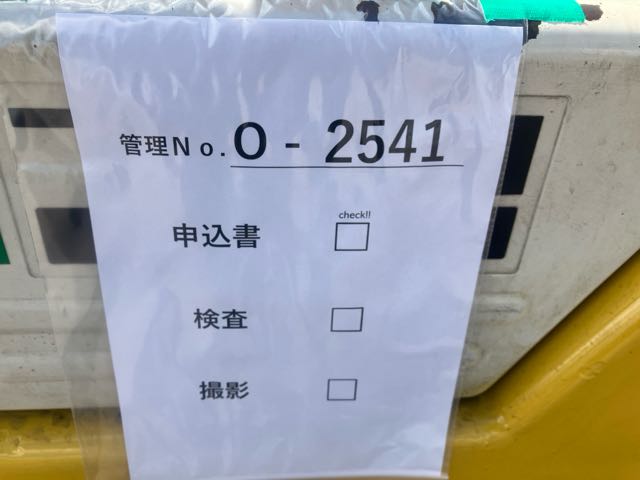 管理No. O - 2541
check!!
申込書 □
検査 □
撮影 □